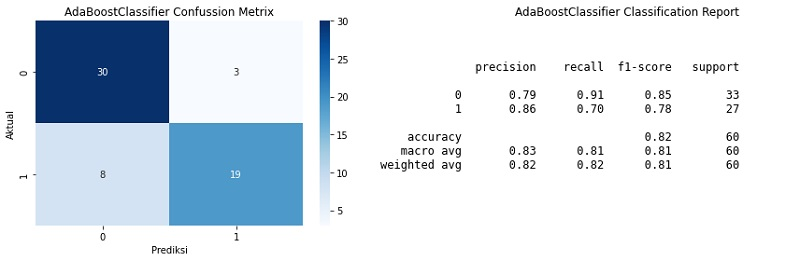 AdaBoostClassifier Confussion Metrix
30 3
8 19
0
1
Aktual
0 1
Prediksi
30
25
20
15
10
5
AdaBoostClassifier Classification Report
precision recall f1-score support
0 0.79 0.91 0.85 33
1 0.86 0.70 0.78 27
accuracy 0.82 60
macro avg 0.83 0.81 0.81 60
weighted avg 0.82 0.82 0.81 60